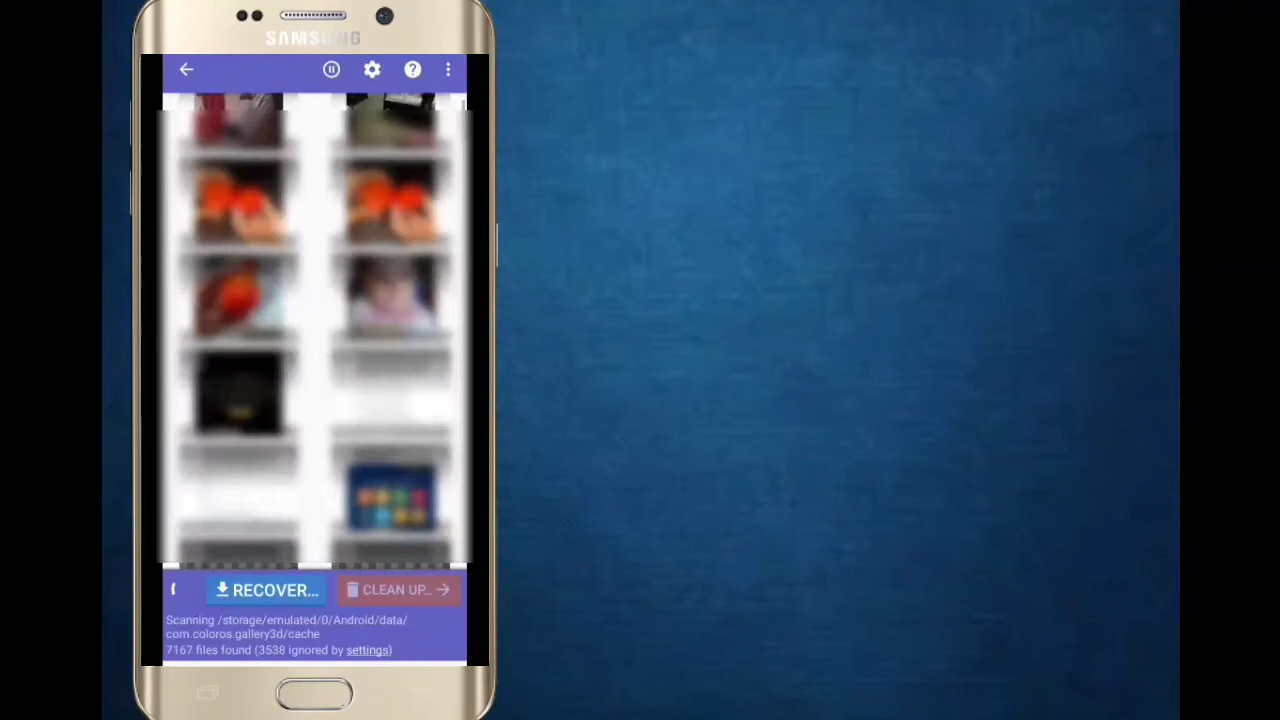 SAMSUNG
RECOVER...
CLEAN UP...
Scanning /storage/emulated/0/Android/data/
com.coloros.gallery3d/cache
7167 files found (3538 ignored by settings)